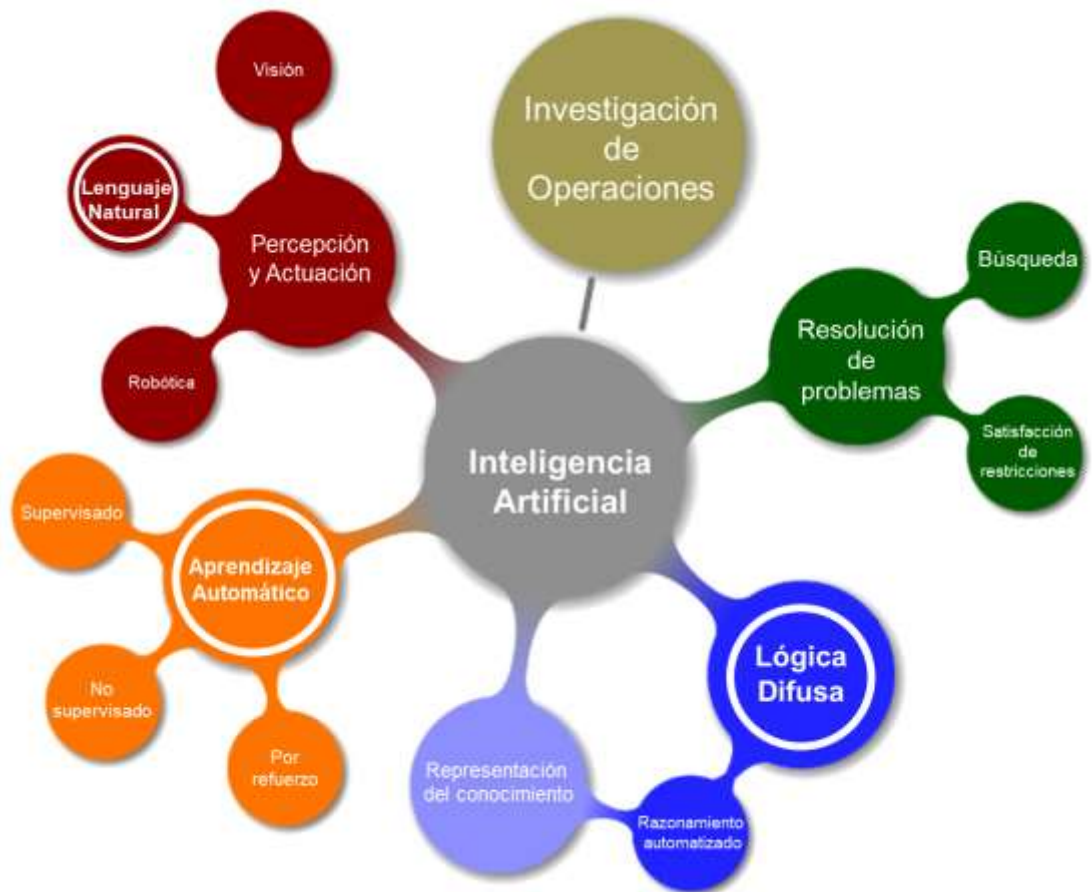 Visión
Investigación
de
Operaciones
Lenguaje
Natural
Percepción
y Actuación
Robótica
Búsqueda
Resolución
de
problemas
Satisfacción
de
restricciones
Inteligencia
Artificial
Supervisado
Aprendizaje
Automático
No
supervisado
Por
refuerzo
Lógica
Difusa
Representación
del conocimiento
Razonamiento
automatizado